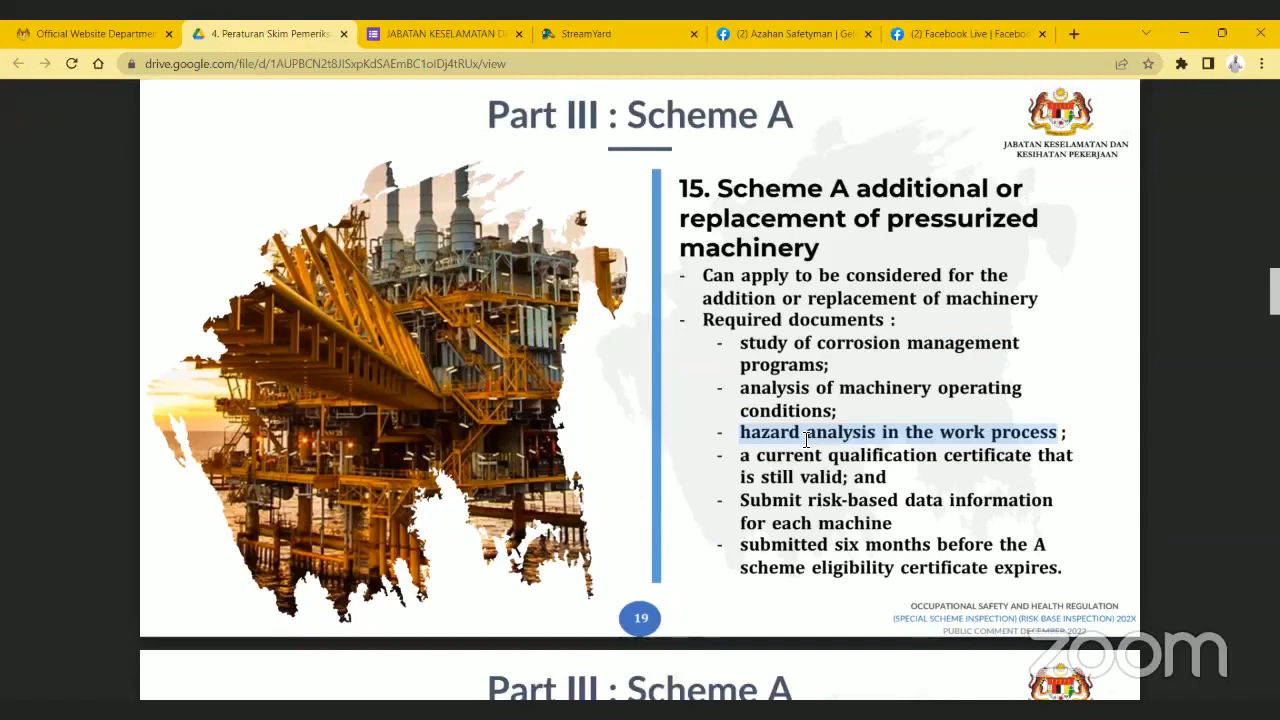 Official Website Departmen
4. Peraturan Skim Pemeriks
JABATAN KESELAMATAN D
StreamYard
(2) Azahan Safetyman | Ge
(2) Facebook Live | Faceboo
drive.google.com/file/d/1AUPBCN2t8JISxpKdSAEmBC1oiDj4tRUx/view
Part III : Scheme A
JABATAN KESELAMATAN DAN
KESIHATAN PEKERJAAN
15. Scheme A additional or
replacement of pressurized
machinery
- Can apply to be considered for the
addition or replacement of machinery
- Required documents :
- study of corrosion management
programs;
- analysis of machinery operating
conditions;
- hazard analysis in the work process ;
- a current qualification certificate that
is still valid; and
- Submit risk-based data information
for each machine
- submitted six months before the A
scheme eligibility certificate expires.
19
OCCUPATIONAL SAFETY AND HEALTH REGULATION
(SPECIAL SCHEME INSPECTION) (RISK BASE INSPECTION) 202X
PUBLIC COMMENT DECEMBER 2022
zoom
Part III : Scheme A